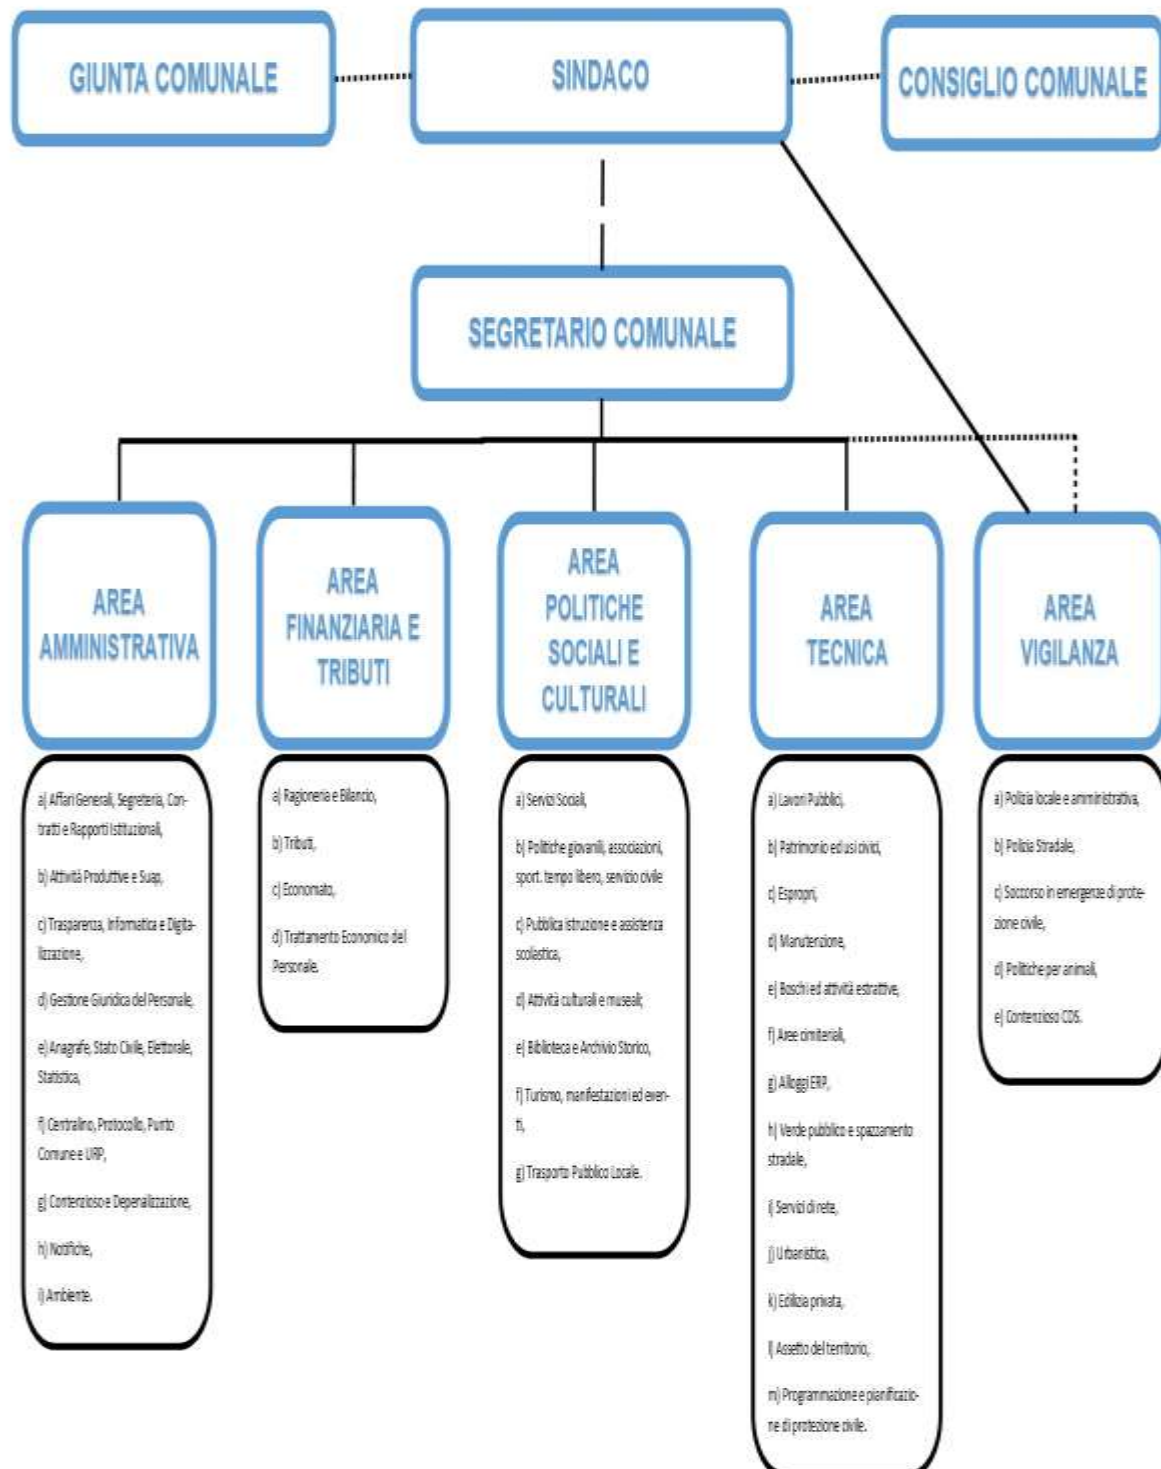 GIUNTA COMUNALE
SINDACO
CONSIGLIO COMUNALE
SEGRETARIO COMUNALE
AREA
AMMINISTRATIVA
AREA
FINANZIARIA E
TRIBUTI
AREA
POLITICHE
SOCIALI E
CULTURALI
AREA
TECNICA
AREA
VIGILANZA
a) Affari Generali, Segreteria, Con-
tratti e Rapporti Istituzionali,
b) Attività Produttive e Suap,
c) Trasparenza, Informatica e Digita-
lizzazione,
d) Gestione Giuridica del Personale,
e) Anagrafe, Stato Civile, Elettorale,
Statistica,
f) Centralino, Protocollo, Punto
Comune e URP,
g) Contenzioso e Depenalizzazione,
h) Notifiche,
i) Ambiente.
a) Ragioneria e Bilancio,
b) Tributi,
c) Economato,
d) Trattamento Economico del
Personale.
a) Servizi Sociali,
b) Politiche giovanili, associazioni,
sport. tempo libero, servizio civile
c) Pubblica istruzione e assistenza
scolastica,
d) Attività culturali e museali,
e) Biblioteca e Archivio Storico,
f) Turismo, manifestazioni ed even-
ti,
g) Trasporto Pubblico Locale.
a) Lavori Pubblici,
b) Patrimonio ed usi civici,
c) Espropri,
d) Manutenzione,
e) Boschi ed attività estrattive,
f) Aree cimiteriali,
g) Alloggi ERP,
h) Verde pubblico e spazzamento
stradale,
i) Servizi di rete,
j) Urbanistica,
k) Edilizia privata,
l) Assetto del territorio,
m) Programmazione e pianificazio-
ne di protezione civile.
a) Polizia locale e amministrativa,
b) Polizia Stradale,
c) Soccorso in emergenze di prote-
zione civile,
d) Politiche per animali,
e) Contenzioso CDS.